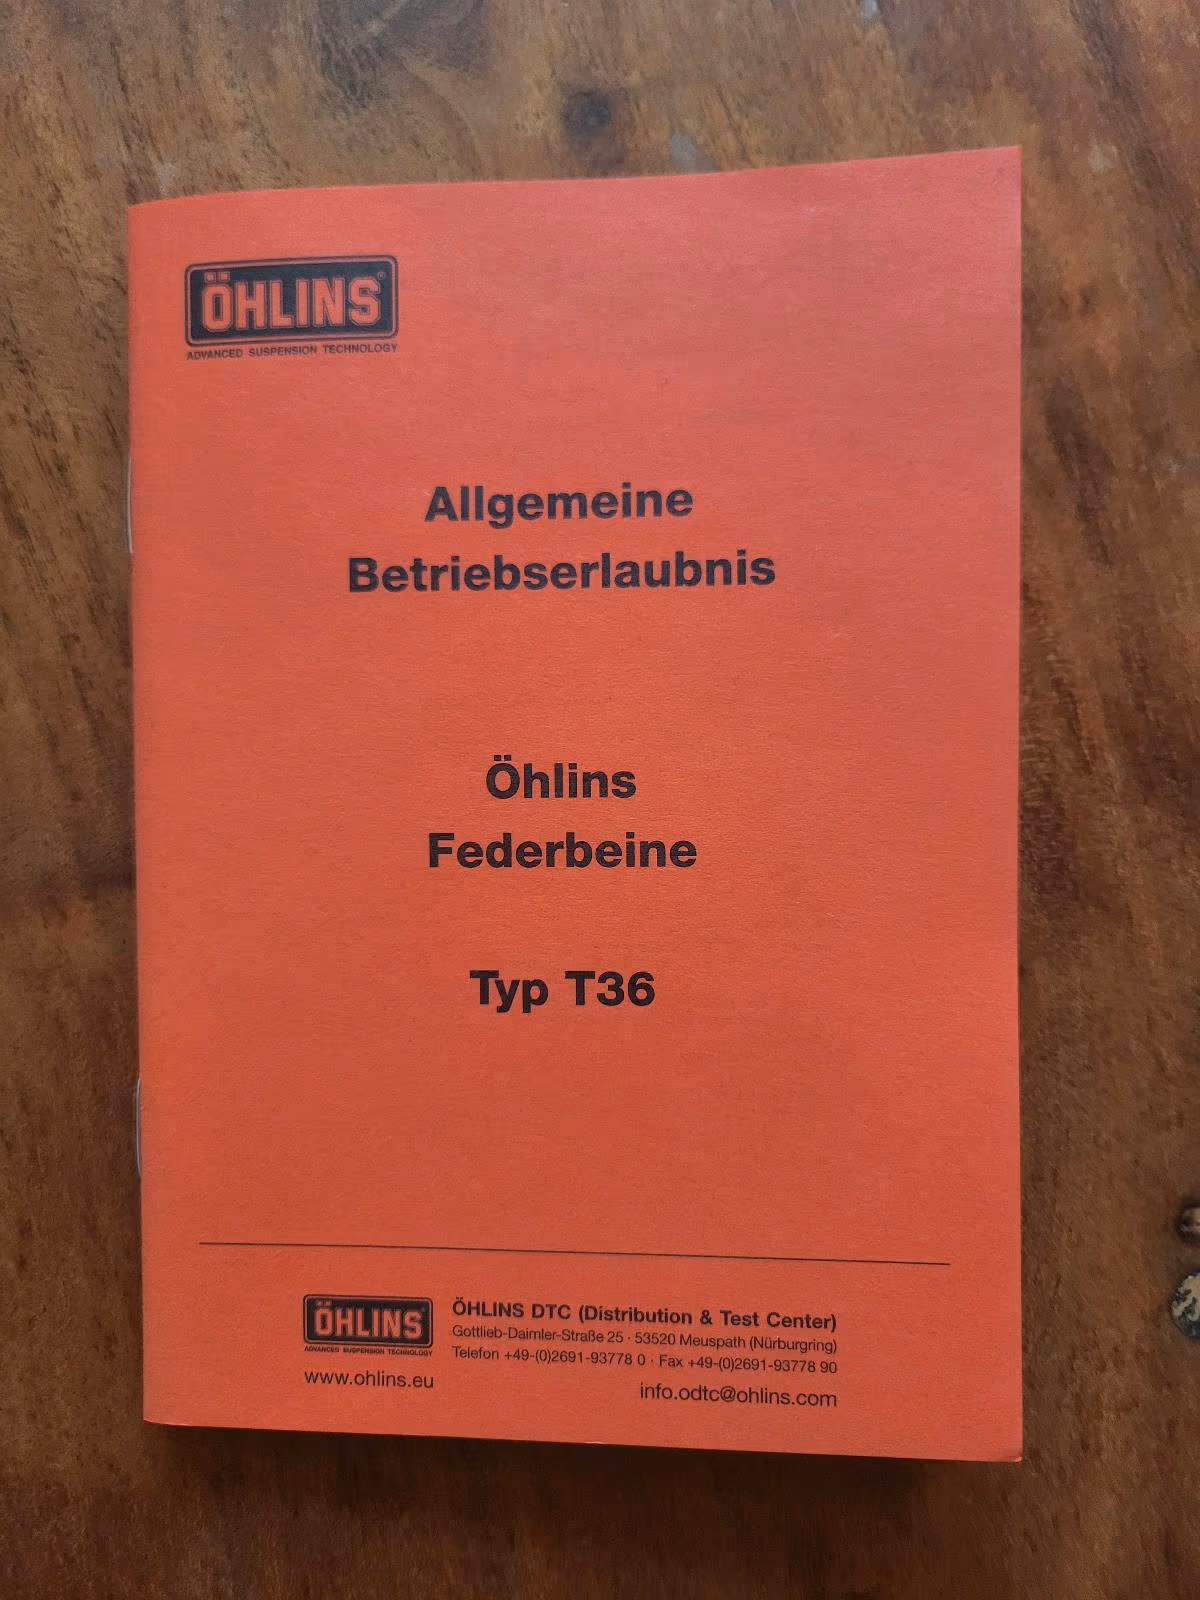 ÖHLINS®
ADVANCED SUSPENSION TECHNOLOGY
Allgemeine
Betriebserlaubnis
Öhlins
Federbeine
Typ T36
ÖHLINS
ADVANCED SUSPENSION TECHNOLOGY
www.ohlins.eu
ÖHLINS DTC (Distribution & Test Center)
Gottlieb-Daimler-Straße 25 · 53520 Meuspath (Nürburgring)
Telefon +49-(0)2691-93778 0 · Fax +49-(0)2691-93778 90
info.odtc@ohlins.com